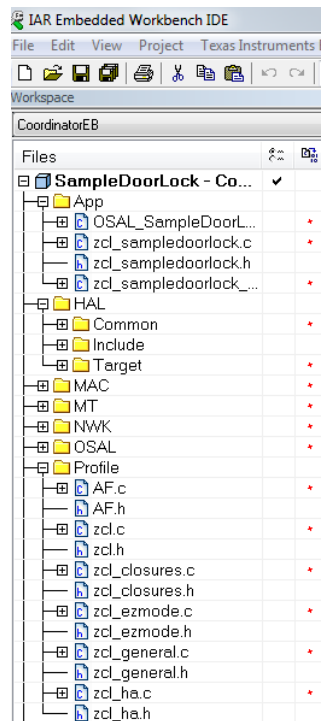 IAR Embedded Workbench IDE
File Edit View Project Texas Instruments
Workspace
CoordinatorEB
Files
SampleDoorLock - Co...
App
OSAL_SampleDoorL...
zcl_sampledoorlock.c
zcl_sampledoorlock.h
zcl_sampledoorlock_...
HAL
Common
Include
Target
MAC
MT
NWK
OSAL
Profile
AF.c
AF.h
zcl.c
zcl.h
zcl_closures.c
zcl_closures.h
zcl_ezmode.c
zcl_ezmode.h
zcl_general.c
zcl_general.h
zcl_ha.c
zcl_ha.h